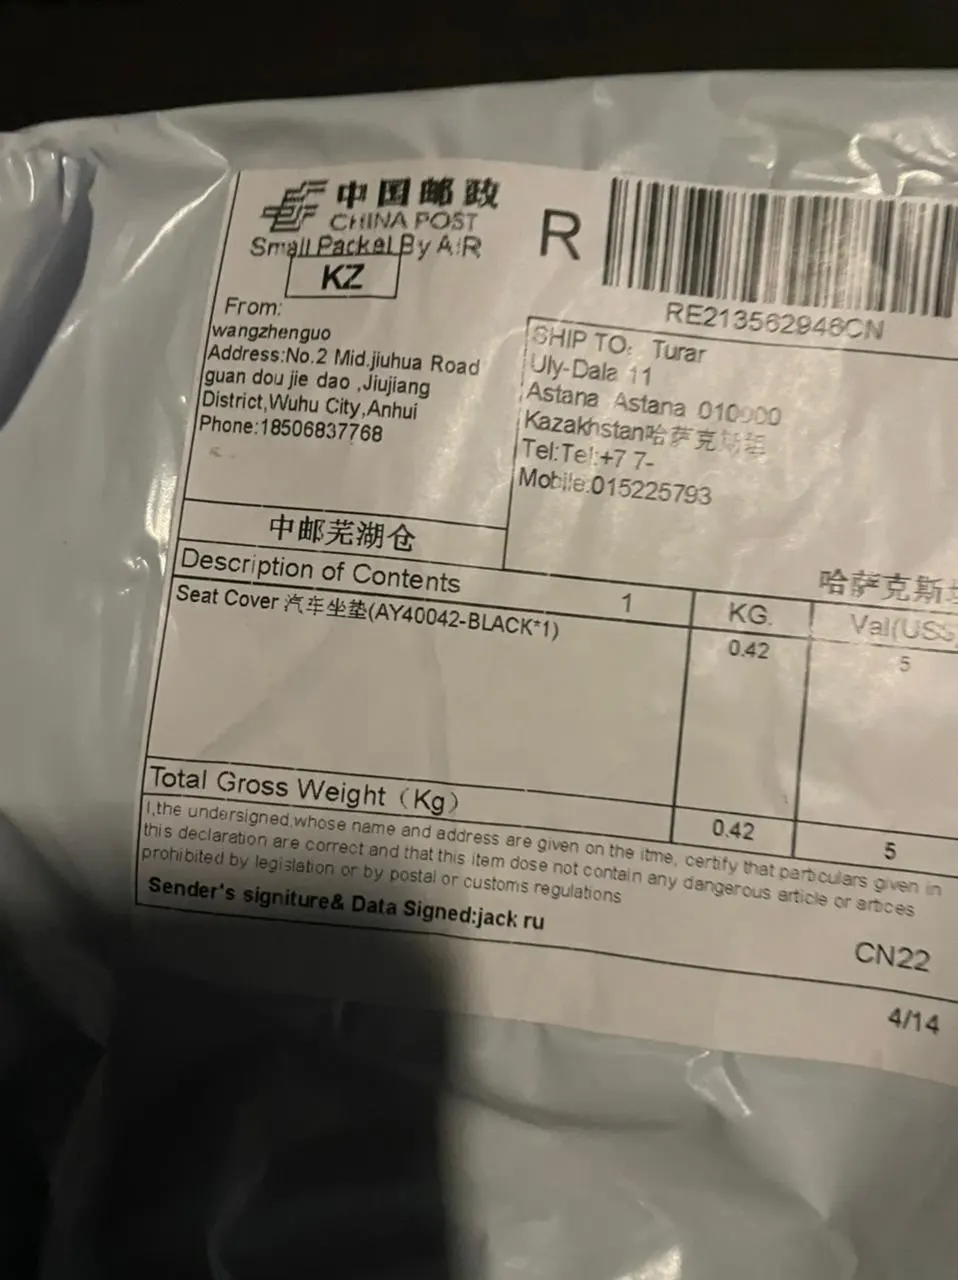 中国邮政
CHINA POST
Small Packet By AIR
KZ
R
RE213562946CN
From:
wangzhenguo
Address:No.2 Mid.jiuhua Road
guan dou jie dao ,Jiujiang
District,Wuhu City,Anhui
Phone:18506837768
SHIP TO: Turar
Uly-Dala 11
Astana Astana 010000
Kazakhstan哈萨克斯坦
Tel:Tel:+7 7-
Mobile:015225793
中邮芜湖仓
哈萨克斯坦
Description of Contents 1 KG. Val(US$)
Seat Cover 汽车坐垫(AY40042-BLACK*1) 0.42 5
Total Gross Weight（Kg） 0.42 5
I,the undersigned,whose name and address are given on the itme, certify that particulars given in
this declaration are correct and that this item dose not contain any dangerous article or artices
prohibited by legislation or by postal or customs regulations
Sender's signiture& Data Signed:jack ru
CN22
4/14